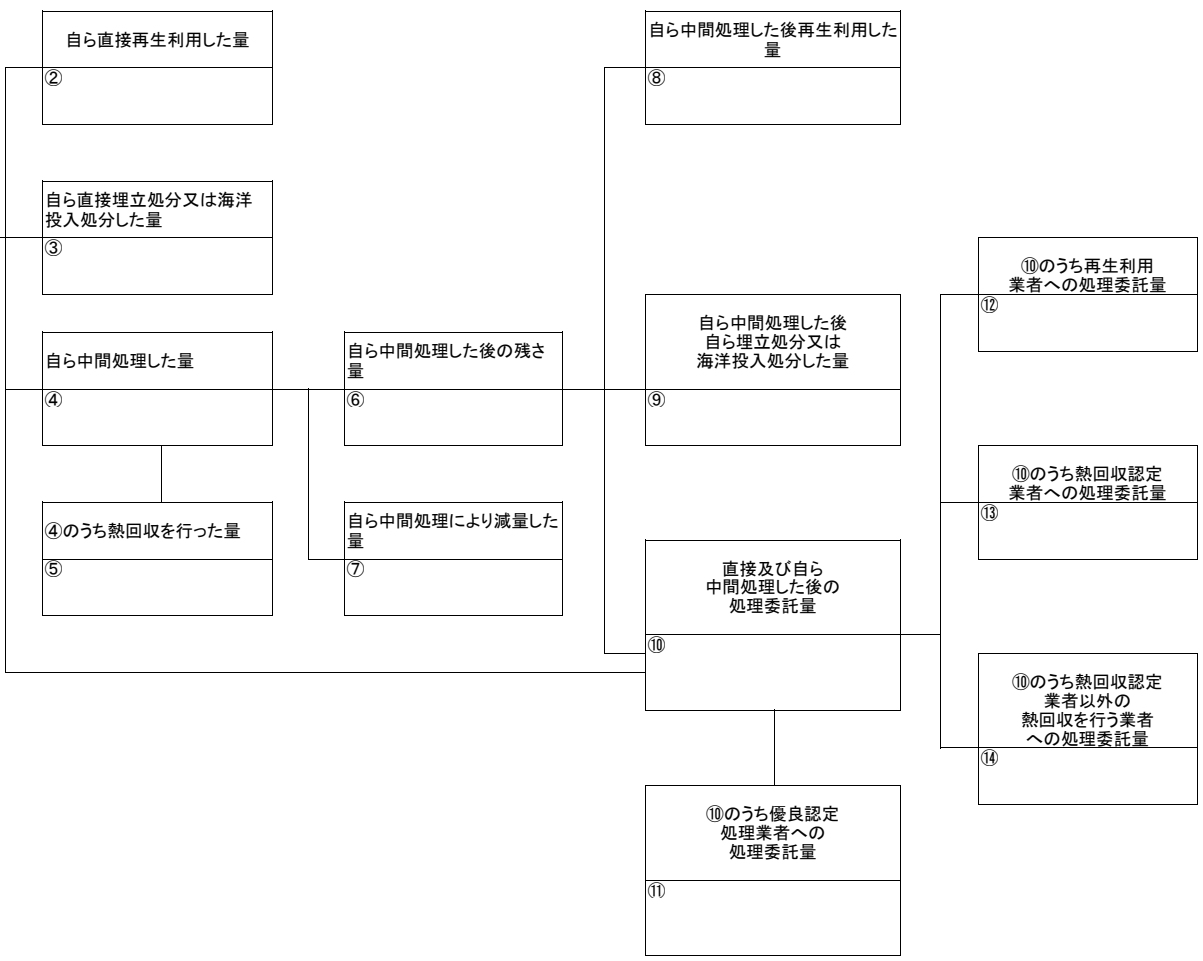 自ら直接再生利用した量
②
自ら直接埋立処分又は海洋
投入処分した量
③
自ら中間処理した量
④
④のうち熱回収を行った量
⑤
自ら中間処理した後の残さ
量
⑥
自ら中間処理により減量した
量
⑦
自ら中間処理した後再生利用した
量
⑧
自ら中間処理した後
自ら埋立処分又は
海洋投入処分した量
⑨
直接及び自ら
中間処理した後の
処理委託量
⑩
⑩のうち優良認定
処理業者への
処理委託量
⑪
⑩のうち再生利用
業者への処理委託量
⑫
⑩のうち熱回収認定
業者への処理委託量
⑬
⑩のうち熱回収認定
業者以外の
熱回収を行う業者
への処理委託量
⑭